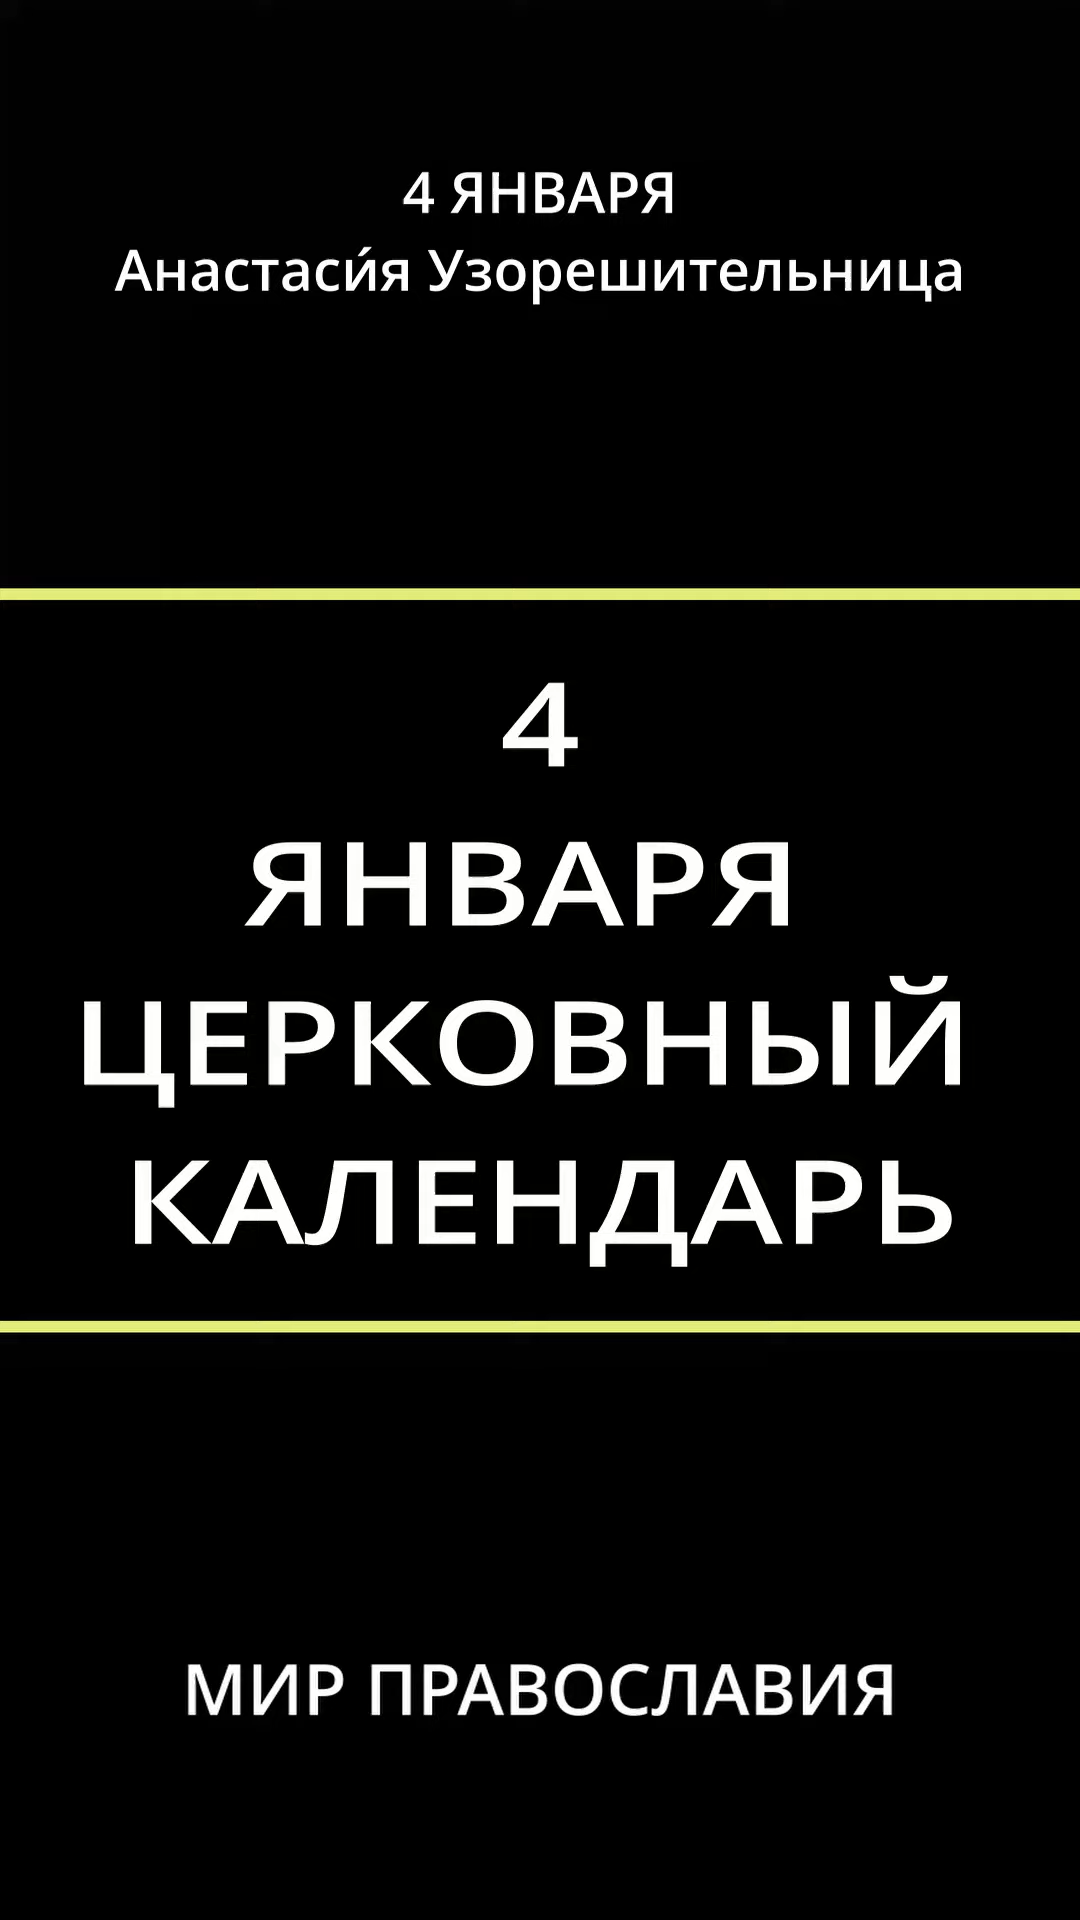 4 ЯНВАРЯ
Анастаси́я Узорешительница
4
ЯНВАРЯ
ЦЕРКОВНЫЙ
КАЛЕНДАРЬ
МИР ПРАВОСЛАВИЯ